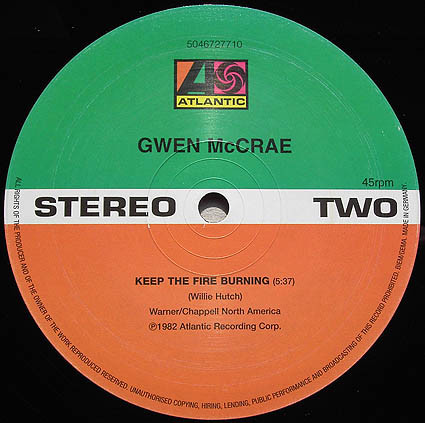 5046727710
ATLANTIC
GWEN McCRAE
45rpm
STEREO TWO
KEEP THE FIRE BURNING (5:37)
(Willie Hutch)
Warner/Chappell North America
℗1982 Atlantic Recording Corp.
ALL RIGHTS OF THE PRODUCER AND OF THE OWNER OF THE WORK REPRODUCED RESERVED. UNAUTHORISED COPYING, HIRING, LENDING, PUBLIC PERFORMANCE AND BROADCASTING OF THIS RECORD PROHIBITED. BIEM/GEMA. MADE IN GERMANY.